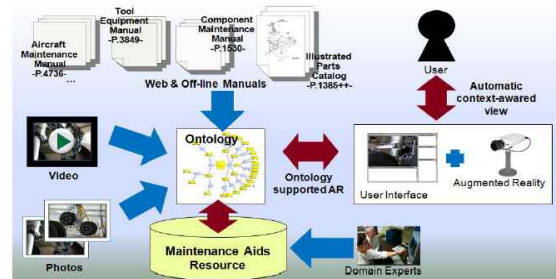 Aircraft
Maintenance
Manual
-P.4736-
...
Tool
Equipment
Manual
-P.3849-
Component
Maintenance
Manual
-P.1530-
Illustrated
Parts
Catalog
-P.1385++-
Web & Off-line Manuals
User
Automatic
context-awared
view
Video
Ontology
Ontology
supported AR
User Interface
Augmented Reality
Photos
Maintenance Aids
Resource
Domain Experts